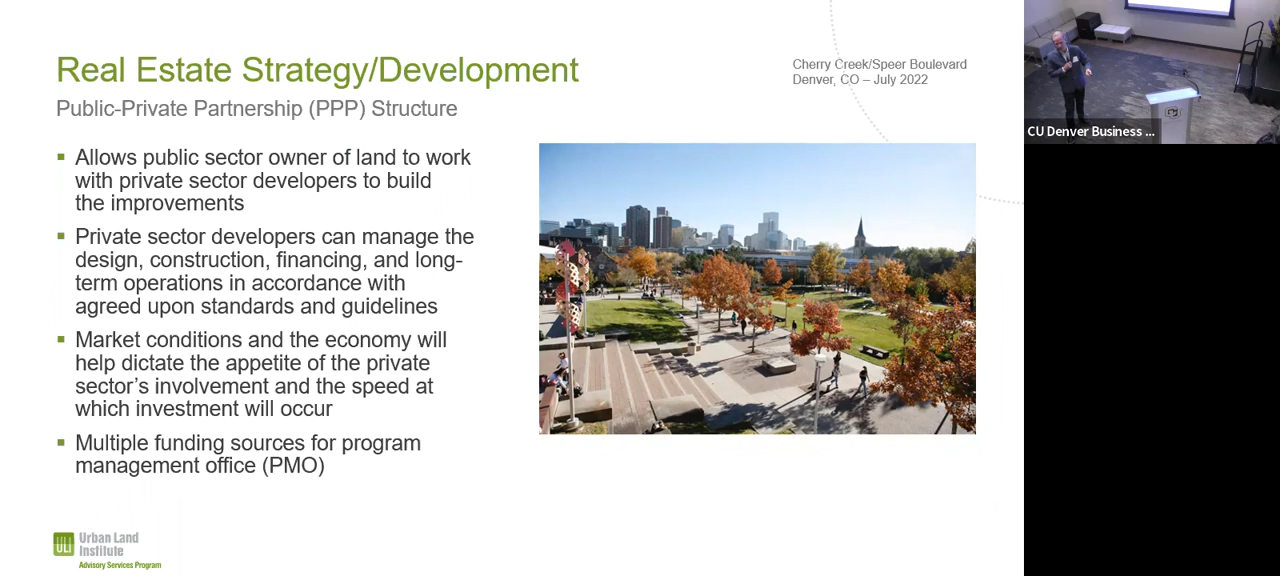 Real Estate Strategy/Development
Public-Private Partnership (PPP) Structure
Cherry Creek/Speer Boulevard
Denver, CO – July 2022
▪ Allows public sector owner of land to work
with private sector developers to build
the improvements
▪ Private sector developers can manage the
design, construction, financing, and long-
term operations in accordance with
agreed upon standards and guidelines
▪ Market conditions and the economy will
help dictate the appetite of the private
sector’s involvement and the speed at
which investment will occur
▪ Multiple funding sources for program
management office (PMO)
ULI
Urban Land
Institute
Advisory Services Program
CU Denver Business ...